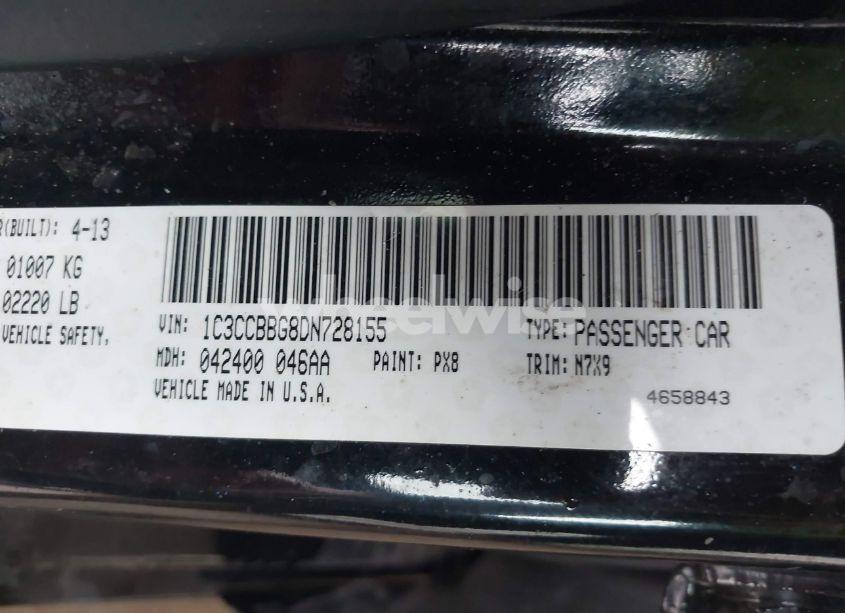 R(BUILT): 4-13
01007 KG
02220 LB
VEHICLE SAFETY.
wheelwise
VIN: 1C3CCBBG8DN728155 TYPE: PASSENGER CAR
MDH: 042400 046AA PAINT: PX8 TRIM: N7X9
VEHICLE MADE IN U.S.A. 4658843